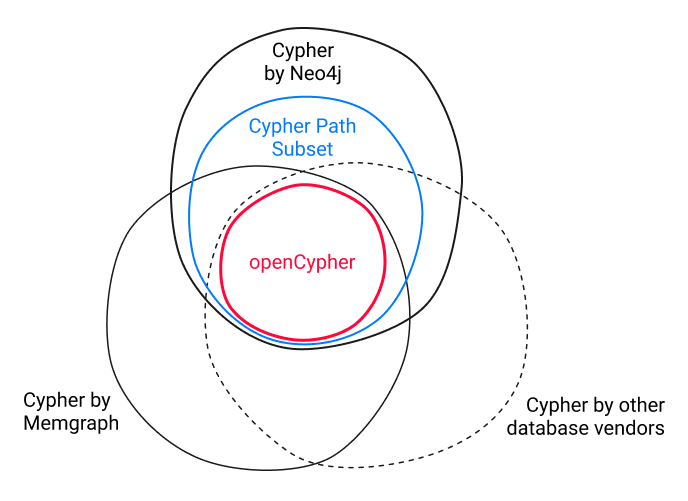 Cypher
by Neo4j
Cypher Path
Subset
openCypher
Cypher by
Memgraph
Cypher by other
database vendors